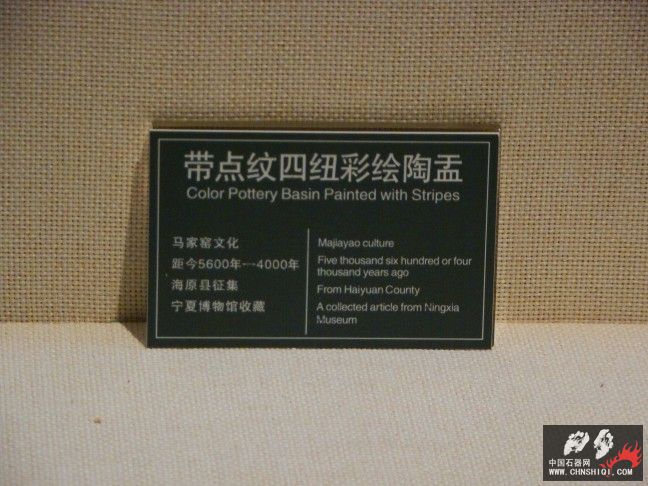 带点纹四纽彩绘陶盂
Color Pottery Basin Painted with Stripes
马家窑文化
距今5600年一4000年
海原县征集
宁夏博物馆收藏
Majiayao culture
Five thousand six hundred or four
thousand years ago
From Haiyuan County
A collected article from Ningxia
Museum
中国石器网
WWW.CHNSHIQI.COM